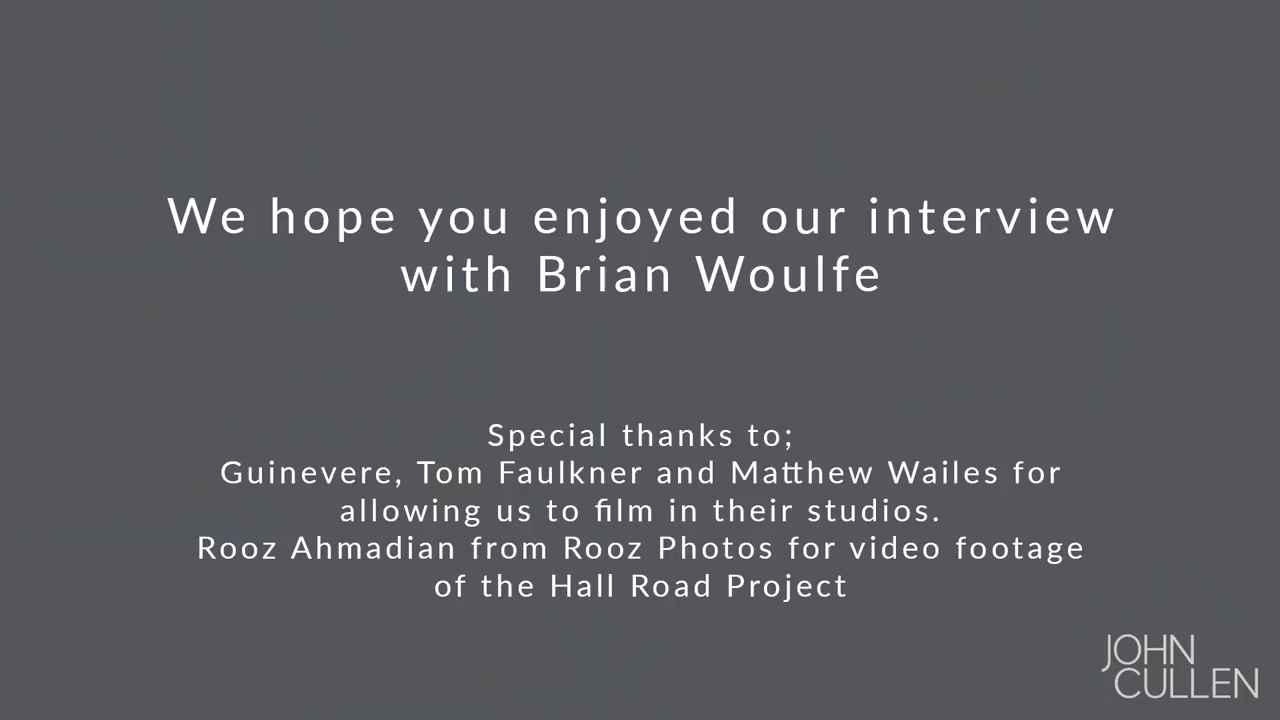 We hope you enjoyed our interview
with Brian Woulfe
Special thanks to;
Guinevere, Tom Faulkner and Matthew Wailes for
allowing us to film in their studios.
Rooz Ahmadian from Rooz Photos for video footage
of the Hall Road Project
JOHN
CULLEN